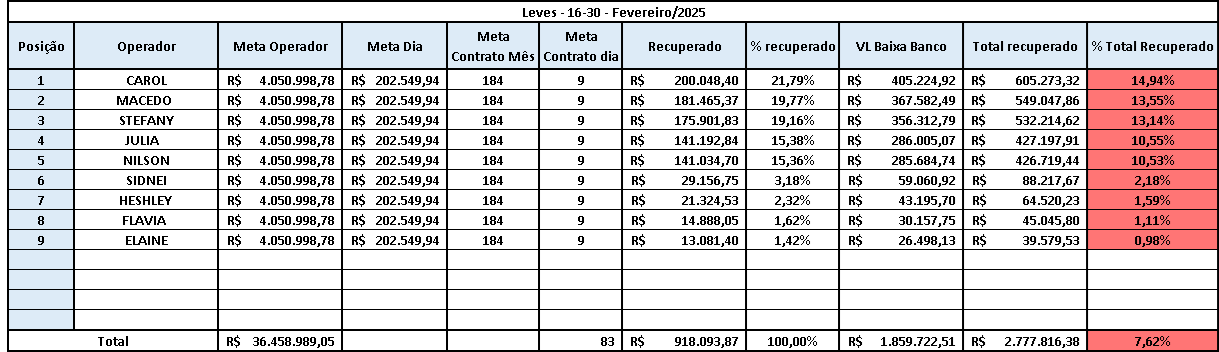 Leves - 16-30 - Fevereiro/2025
Posição Operador Meta Operador Meta Dia Meta Contrato Mês Meta Contrato dia Recuperado % recuperado VL Baixa Banco Total recuperado % Total Recuperado
1 CAROL R$ 4.050.998,78 R$ 202.549,94 184 9 R$ 200.048,40 21,79% R$ 405.224,92 R$ 605.273,32 14,94%
2 MACEDO R$ 4.050.998,78 R$ 202.549,94 184 9 R$ 181.465,37 19,77% R$ 367.582,49 R$ 549.047,86 13,55%
3 STEFANY R$ 4.050.998,78 R$ 202.549,94 184 9 R$ 175.901,83 19,16% R$ 356.312,79 R$ 532.214,62 13,14%
4 JULIA R$ 4.050.998,78 R$ 202.549,94 184 9 R$ 141.192,84 15,38% R$ 286.005,07 R$ 427.197,91 10,55%
5 NILSON R$ 4.050.998,78 R$ 202.549,94 184 9 R$ 141.034,70 15,36% R$ 285.684,74 R$ 426.719,44 10,53%
6 SIDNEI R$ 4.050.998,78 R$ 202.549,94 184 9 R$ 29.156,75 3,18% R$ 59.060,92 R$ 88.217,67 2,18%
7 HESHLEY R$ 4.050.998,78 R$ 202.549,94 184 9 R$ 21.324,53 2,32% R$ 43.195,70 R$ 64.520,23 1,59%
8 FLAVIA R$ 4.050.998,78 R$ 202.549,94 184 9 R$ 14.888,05 1,62% R$ 30.157,75 R$ 45.045,80 1,11%
9 ELAINE R$ 4.050.998,78 R$ 202.549,94 184 9 R$ 13.081,40 1,42% R$ 26.498,13 R$ 39.579,53 0,98%
Total R$ 36.458.989,05 83 R$ 918.093,87 100,00% R$ 1.859.722,51 R$ 2.777.816,38 7,62%